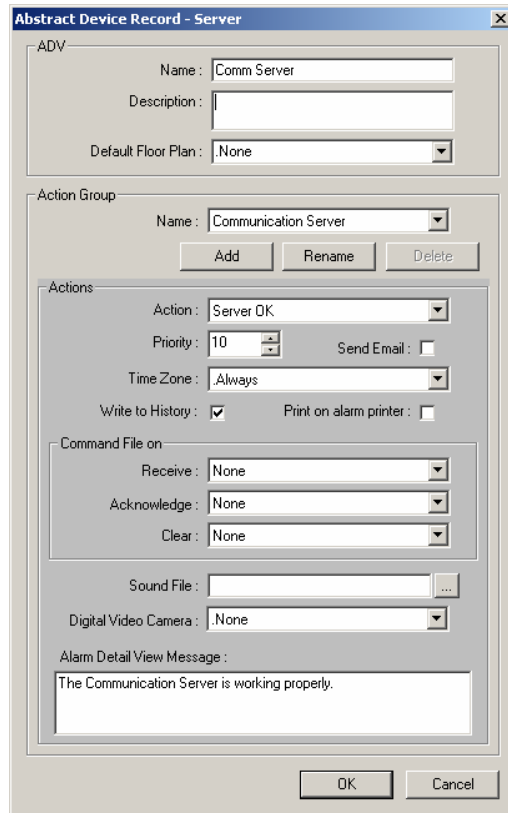 Abstract Device Record - Server
ADV
Name : Comm Server
Description :
Default Floor Plan : .None
Action Group
Name : Communication Server
Add Rename Delete
Actions
Action : Server OK
Priority : 10 Send Email :
Time Zone : .Always
Write to History : Print on alarm printer :
Command File on
Receive : None
Acknowledge : None
Clear : None
Sound File : ...
Digital Video Camera : .None
Alarm Detail View Message :
The Communication Server is working properly.
OK Cancel